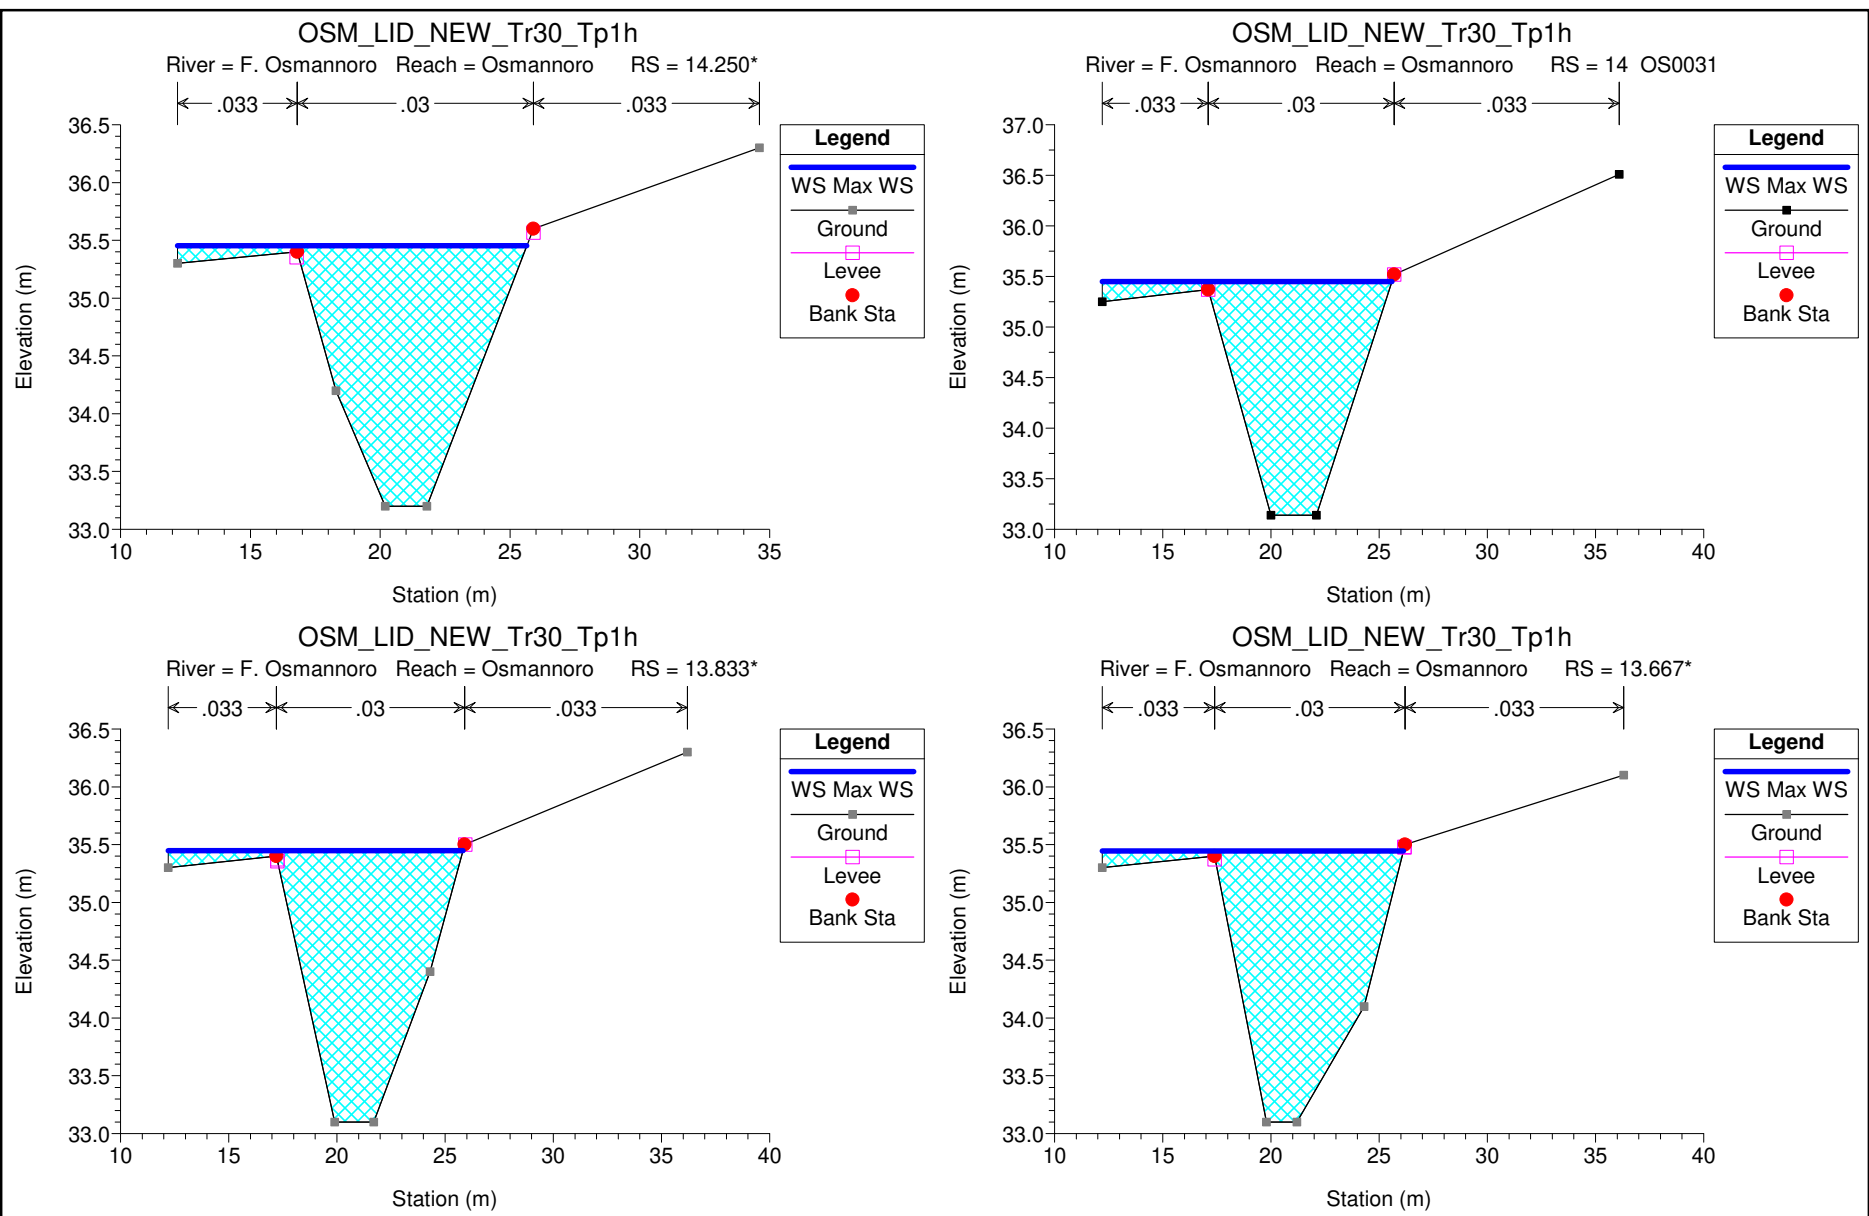 OSM_LID_NEW_Tr30_Tp1h
River = F. Osmannoro Reach = Osmannoro RS = 14.250*
.033 .03 .033
36.5
36.0
35.5
35.0
34.5
34.0
33.5
33.0
Elevation (m)
10 15 20 25 30 35
Station (m)
Legend
WS Max WS
Ground
Levee
Bank Sta
OSM_LID_NEW_Tr30_Tp1h
River = F. Osmannoro Reach = Osmannoro RS = 14 OS0031
.033 .03 .033
37.0
36.5
36.0
35.5
35.0
34.5
34.0
33.5
33.0
Elevation (m)
10 15 20 25 30 35 40
Station (m)
Legend
WS Max WS
Ground
Levee
Bank Sta
OSM_LID_NEW_Tr30_Tp1h
River = F. Osmannoro Reach = Osmannoro RS = 13.833*
.033 .03 .033
36.5
36.0
35.5
35.0
34.5
34.0
33.5
33.0
Elevation (m)
10 15 20 25 30 35 40
Station (m)
Legend
WS Max WS
Ground
Levee
Bank Sta
OSM_LID_NEW_Tr30_Tp1h
River = F. Osmannoro Reach = Osmannoro RS = 13.667*
.033 .03 .033
36.5
36.0
35.5
35.0
34.5
34.0
33.5
33.0
Elevation (m)
10 15 20 25 30 35 40
Station (m)
Legend
WS Max WS
Ground
Levee
Bank Sta